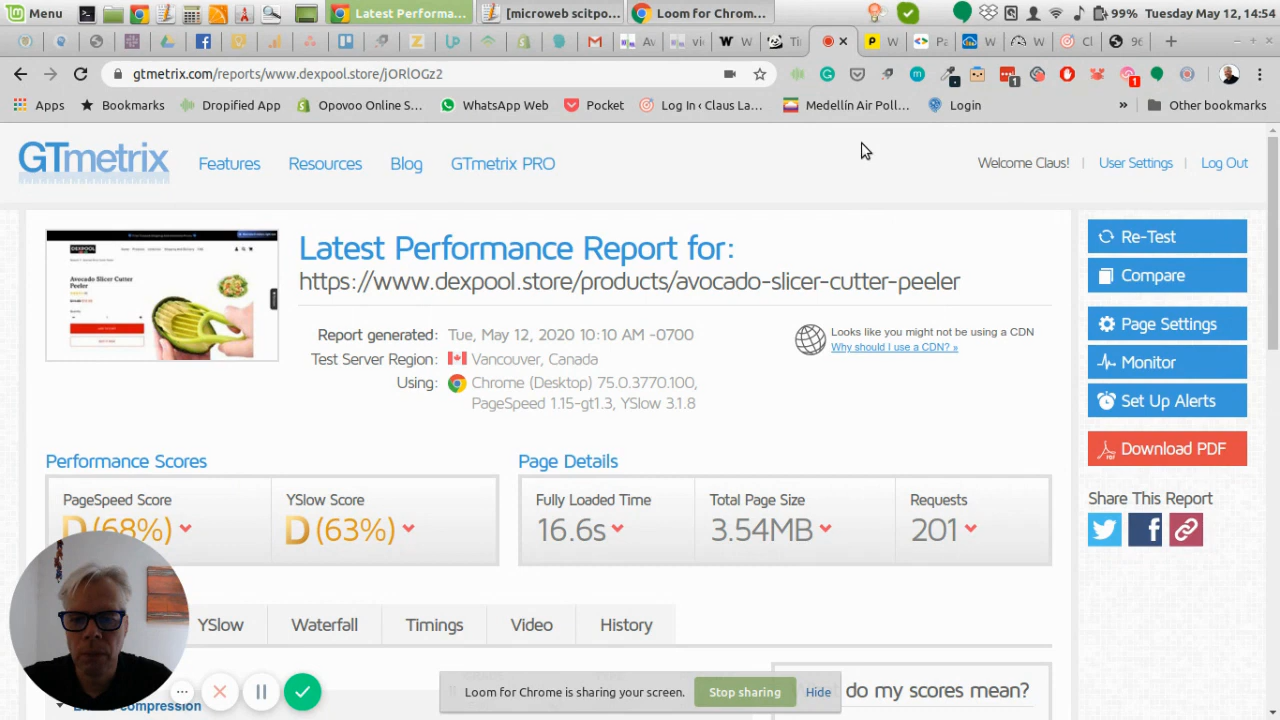 Menu
Latest Performa...
[microweb scitpo...
Loom for Chrom...
99%
Tuesday May 12, 14:54
gtmetrix.com/reports/www.dexpool.store/jORlOGz2
Apps
Bookmarks
Dropified App
Opovoo Online S...
WhatsApp Web
Pocket
Log In ‹ Claus La...
Medellín Air Poll...
Login
»
Other bookmarks
GTmetrix
Features
Resources
Blog
GTmetrix PRO
Welcome Claus!
User Settings
Log Out
Latest Performance Report for:
https://www.dexpool.store/products/avocado-slicer-cutter-peeler
DEXPOOL
Avocado Slicer Cutter
Peeler
Report generated: Tue, May 12, 2020 10:10 AM -0700
Test Server Region: Vancouver, Canada
Using: Chrome (Desktop) 75.0.3770.100,
PageSpeed 1.15-gt1.3, YSlow 3.1.8
Looks like you might not be using a CDN
Why should I use a CDN? »
Re-Test
Compare
Page Settings
Monitor
Set Up Alerts
Download PDF
Share This Report
Performance Scores
PageSpeed Score
D (68%)
YSlow Score
D (63%)
Page Details
Fully Loaded Time
16.6s
Total Page Size
3.54MB
Requests
201
YSlow
Waterfall
Timings
Video
History
Loom for Chrome is sharing your screen.
Stop sharing
Hide
do my scores mean?
compression